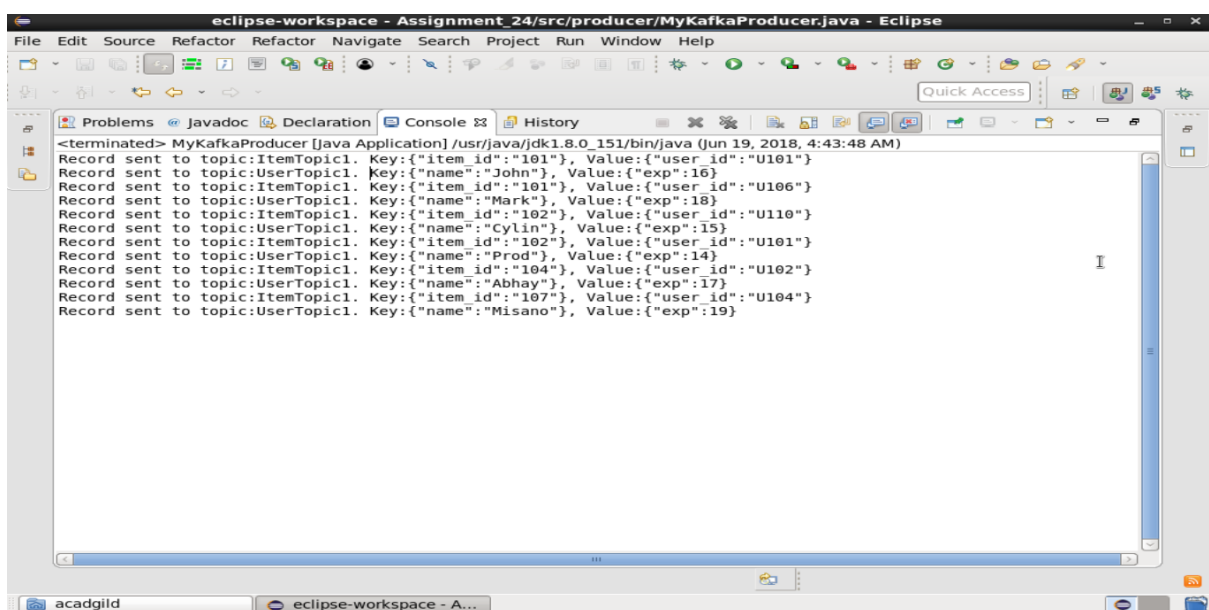 eclipse-workspace - Assignment_24/src/producer/MyKafkaProducer.java - Eclipse
File Edit Source Refactor Refactor Navigate Search Project Run Window Help
Quick Access
Problems Javadoc Declaration Console History
<terminated> MyKafkaProducer [Java Application] /usr/java/jdk1.8.0_151/bin/java (Jun 19, 2018, 4:43:48 AM)
Record sent to topic:ItemTopic1. Key:{"item_id":"101"}, Value:{"user_id":"U101"}
Record sent to topic:UserTopic1. Key:{"name":"John"}, Value:{"exp":16}
Record sent to topic:ItemTopic1. Key:{"item_id":"101"}, Value:{"user_id":"U106"}
Record sent to topic:UserTopic1. Key:{"name":"Mark"}, Value:{"exp":18}
Record sent to topic:ItemTopic1. Key:{"item_id":"102"}, Value:{"user_id":"U110"}
Record sent to topic:UserTopic1. Key:{"name":"Cylin"}, Value:{"exp":15}
Record sent to topic:ItemTopic1. Key:{"item_id":"102"}, Value:{"user_id":"U101"}
Record sent to topic:UserTopic1. Key:{"name":"Prod"}, Value:{"exp":14}
Record sent to topic:ItemTopic1. Key:{"item_id":"104"}, Value:{"user_id":"U102"}
Record sent to topic:UserTopic1. Key:{"name":"Abhay"}, Value:{"exp":17}
Record sent to topic:ItemTopic1. Key:{"item_id":"107"}, Value:{"user_id":"U104"}
Record sent to topic:UserTopic1. Key:{"name":"Misano"}, Value:{"exp":19}
acadgild eclipse-workspace - A...